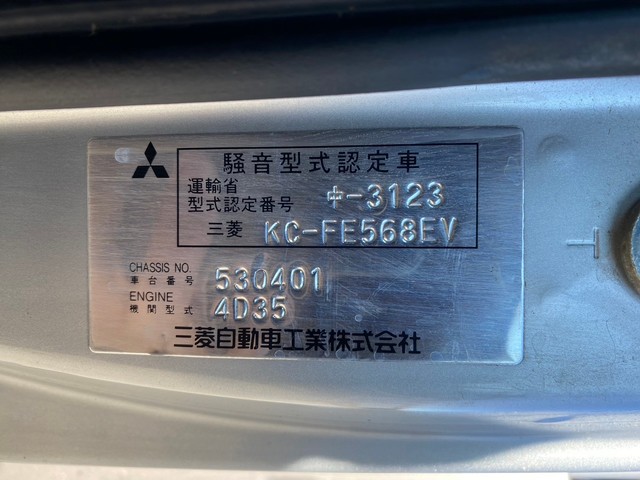 騒音型式認定車
運輸省
型式認定番号 ナ-3123
三菱 KC-FE568EV
CHASSIS NO.
車台番号 530401
ENGINE
機関型式 4D35
三菱自動車工業株式会社